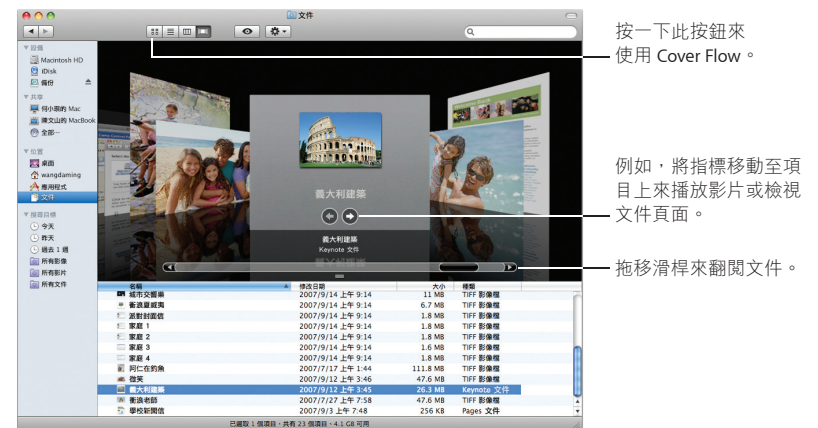 文件
設備
Macintosh HD
iDisk
備份
共享
何小潔的 Mac
陳文山的 MacBook
全部…
位置
桌面
wangdaming
應用程式
文件
搜尋目標
今天
昨天
過去 1 週
所有影像
所有影片
所有文件
義大利建築
義大利建築
Keynote 文件
名稱 修改日期 大小 種類
城市交響樂 2007/9/14 上午 9:14 11 MB TIFF 影像檔
衝浪夏威夷 2007/9/14 上午 9:14 6.7 MB TIFF 影像檔
派對封面信 2007/9/14 上午 9:14 1.8 MB TIFF 影像檔
家庭 1 2007/9/14 上午 9:14 1.8 MB TIFF 影像檔
家庭 2 2007/9/14 上午 9:14 1.8 MB TIFF 影像檔
家庭 3 2007/9/14 上午 9:14 1.6 MB TIFF 影像檔
家庭 4 2007/9/14 上午 9:14 1.8 MB TIFF 影像檔
阿仁在釣魚 2007/7/17 上午 1:44 111.8 MB TIFF 影像檔
微笑 2007/9/12 上午 3:46 47.6 MB TIFF 影像檔
義大利建築 2007/9/12 上午 3:45 26.3 MB Keynote 文件
衝浪老師 2007/7/27 上午 7:58 47.6 MB TIFF 影像檔
學校新聞信 2007/9/3 上午 7:48 256 KB Pages 文件
已選取 1 個項目，共有 23 個項目，4.1 GB 可用
按一下此按鈕來
使用 Cover Flow。
例如，將指標移動至項
目上來播放影片或檢視
文件頁面。
拖移滑桿來翻閱文件。